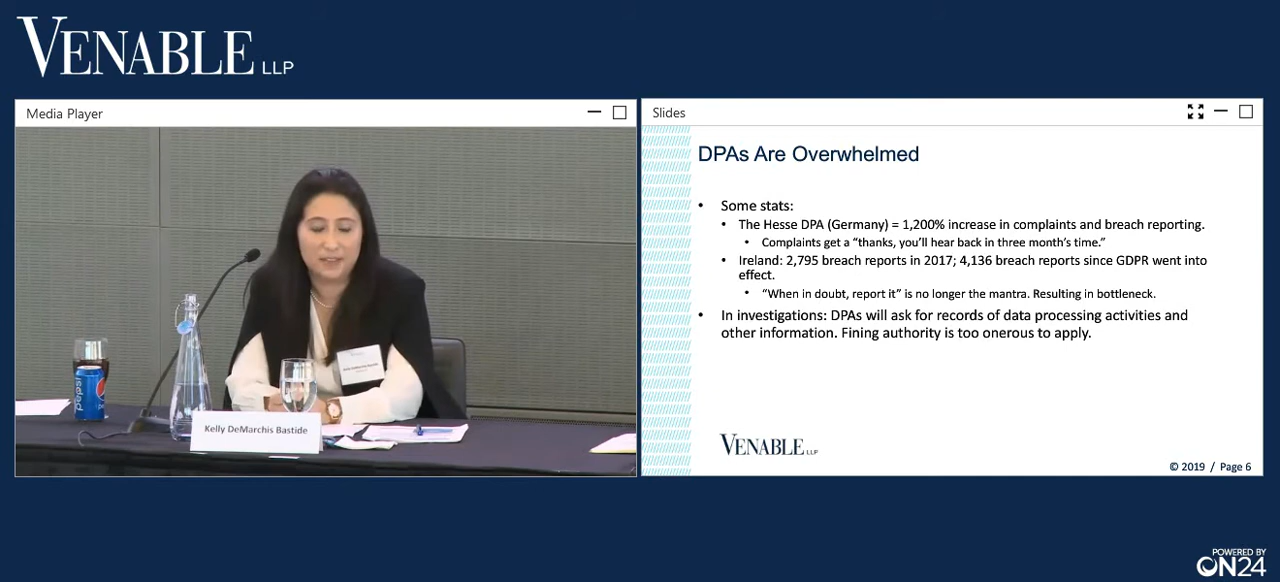 VENABLE LLP
Media Player
pepsi
Kelly DeMarchis Bastide
Slides
DPAs Are Overwhelmed
• Some stats:
• The Hesse DPA (Germany) = 1,200% increase in complaints and breach reporting.
• Complaints get a “thanks, you’ll hear back in three month’s time.”
• Ireland: 2,795 breach reports in 2017; 4,136 breach reports since GDPR went into
effect.
• “When in doubt, report it” is no longer the mantra. Resulting in bottleneck.
• In investigations: DPAs will ask for records of data processing activities and
other information. Fining authority is too onerous to apply.
VENABLE LLP
© 2019 / Page 6
POWERED BY
ON24